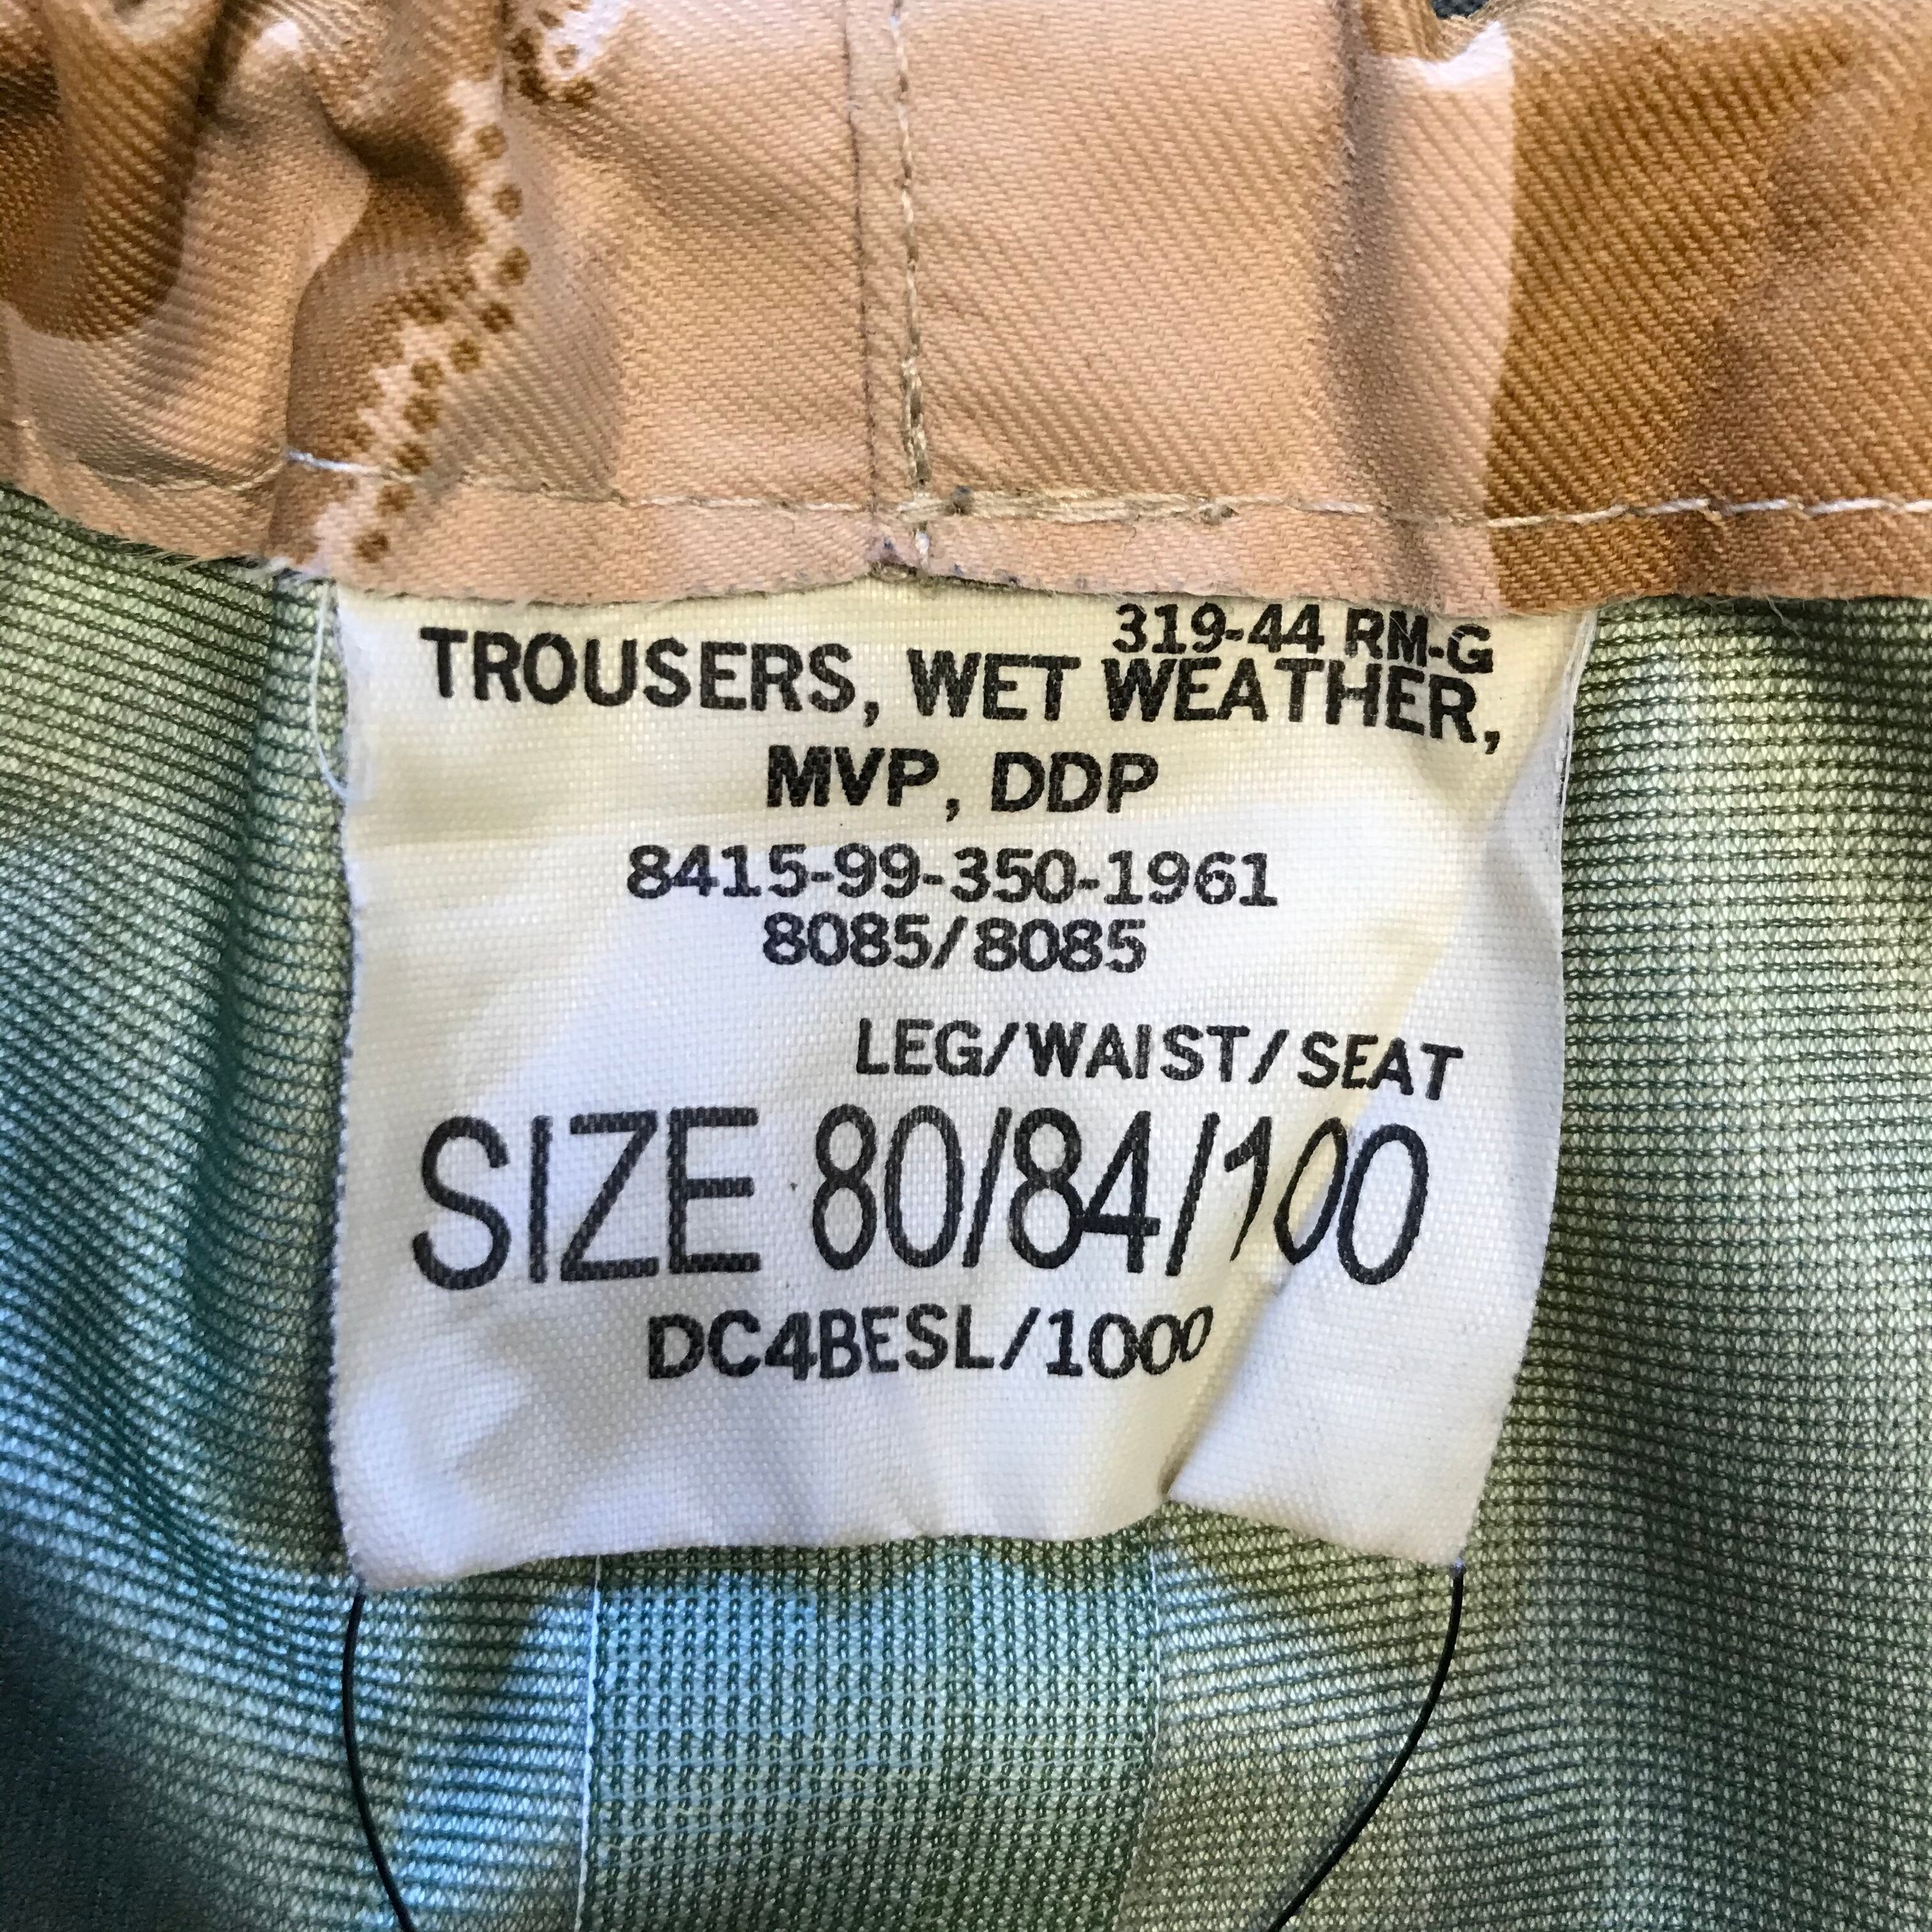 319-44 RM-G
TROUSERS, WET WEATHER,
MVP, DDP
8415-99-350-1961
8085/8085
LEG/WAIST/SEAT
SIZE 80/84/100
DC4BESL/1000